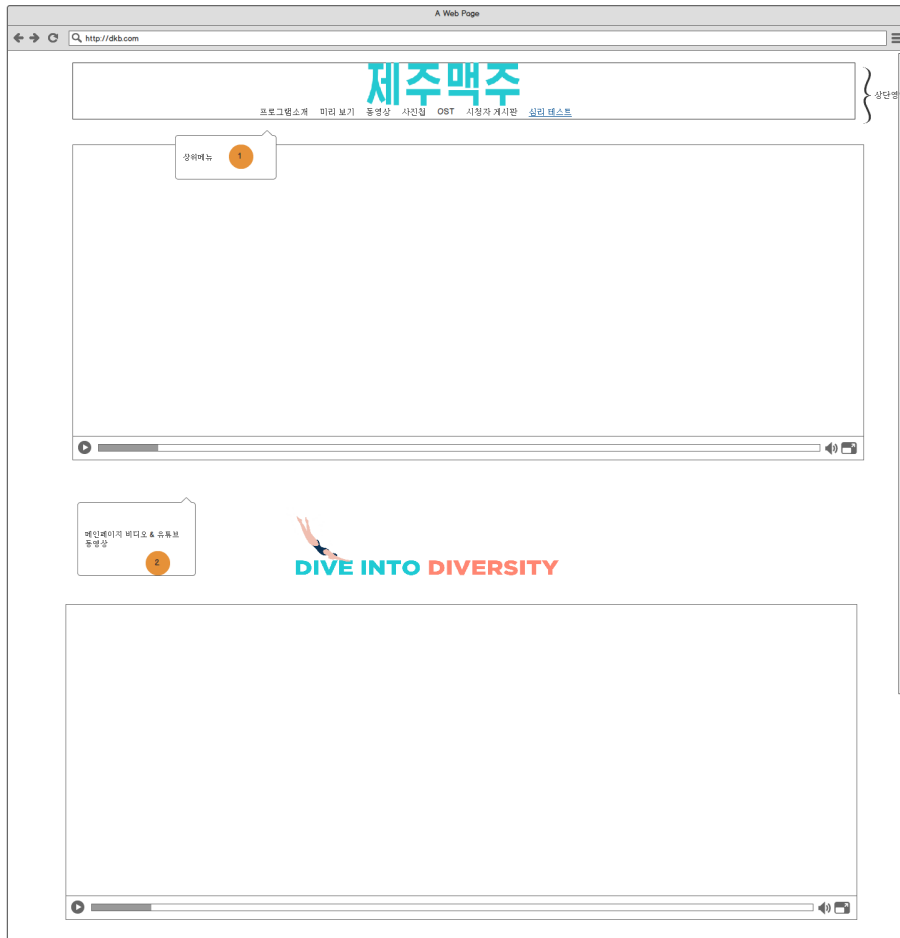 A Web Page
http://dkb.com
제주맥주
프로그램소개 미리 보기 동영상 사진첩 OST 시청자 게시판 심리 테스트
상단영
상위메뉴 1
메인페이지 비디오 & 유튜브
동영상
2
DIVE INTO DIVERSITY